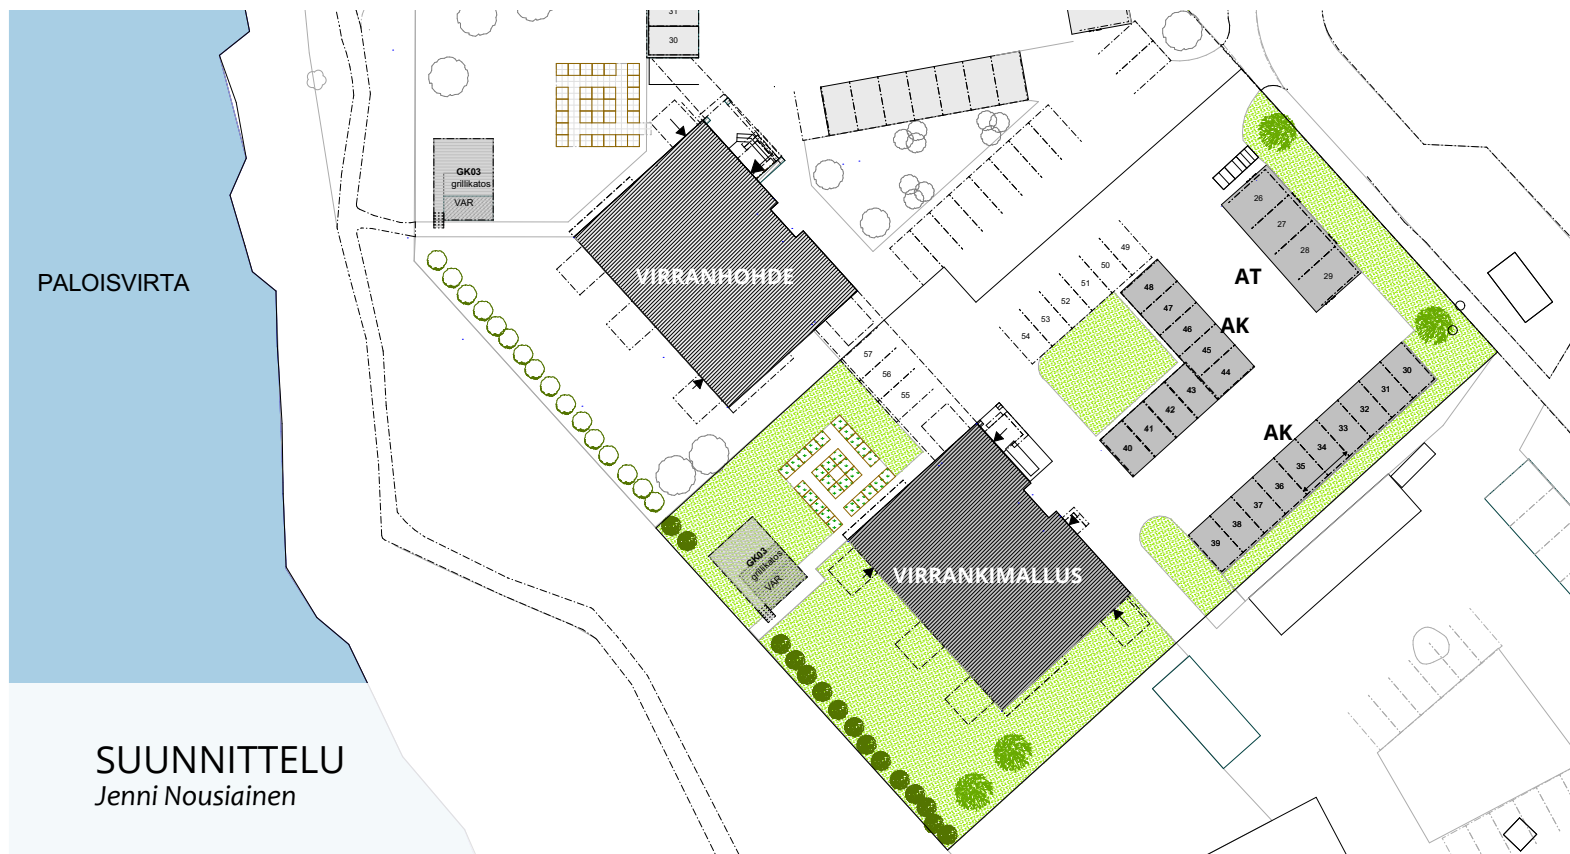 31
30
GK03
grillikatos
VAR
PALOISVIRTA
VIRRANHOHDE
26
27
28
29
AT
49
50
51
52
53
54
48
47
46
45
44
AK
43
42
41
40
57
56
55
30
31
32
33
34
35
36
37
38
39
AK
GK03
grillikatos
VAR
VIRRANKIMALLUS
SUUNNITTELU
Jenni Nousiainen